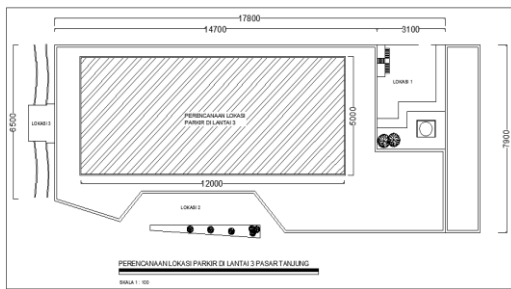 17800
14700
3100
LOKASI 1
6500
LOKASI 3
PERENCANAAN LOKASI
PARKIR DI LANTAI 3
5000
7900
12000
LOKASI 2
PERENCANAAN LOKASI PARKIR DI LANTAI 3 PASAR TANJUNG
SKALA 1 : 100